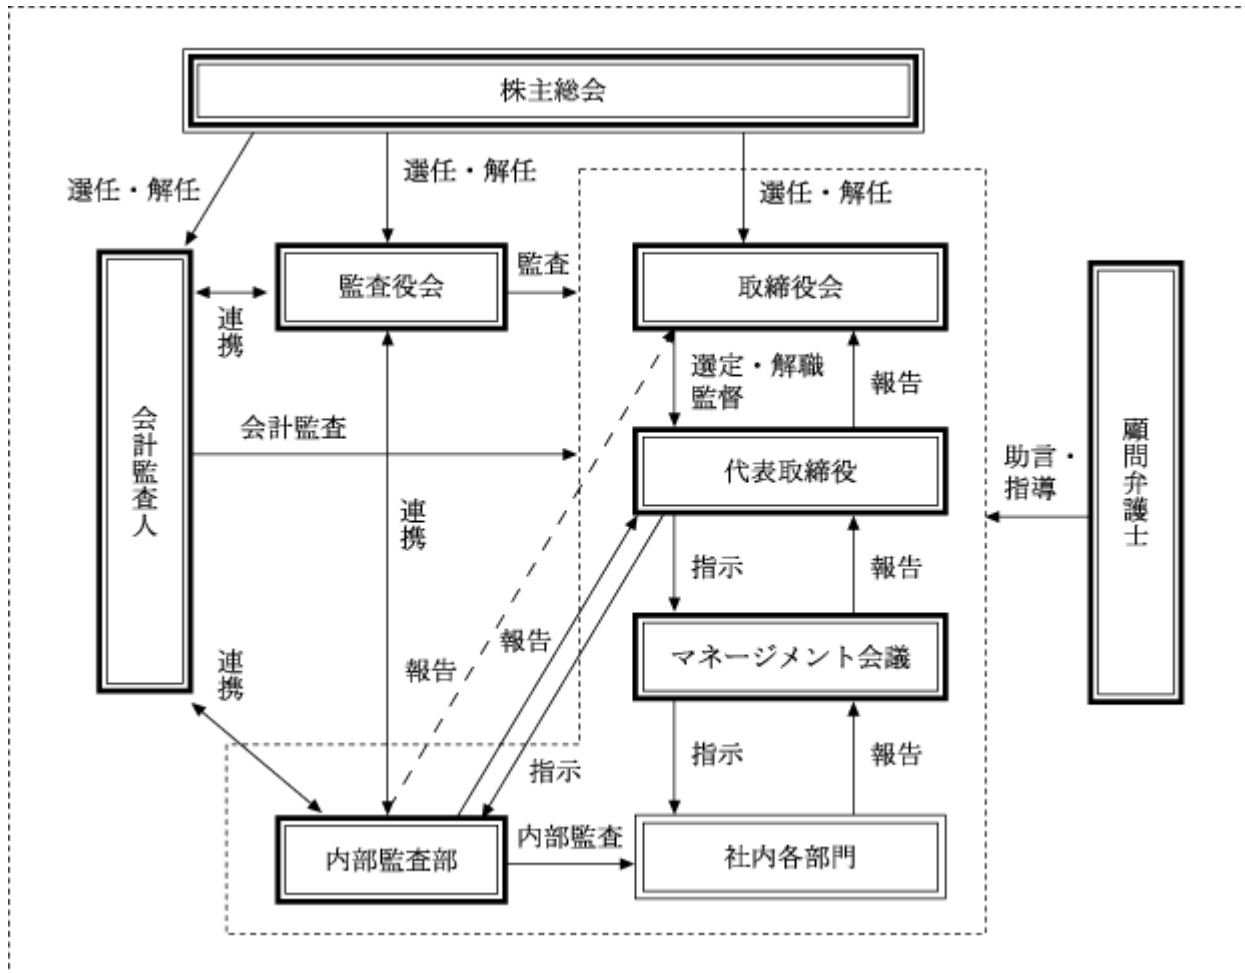 株主総会
選任・解任
選任・解任
選任・解任
監査役会
監査
取締役会
連携
選定・解職
監督
報告
会計監査人
会計監査
代表取締役
顧問弁護士
助言・
指導
連携
指示
報告
マネージメント会議
連携
報告
報告
指示
指示
報告
内部監査部
内部監査
社内各部門